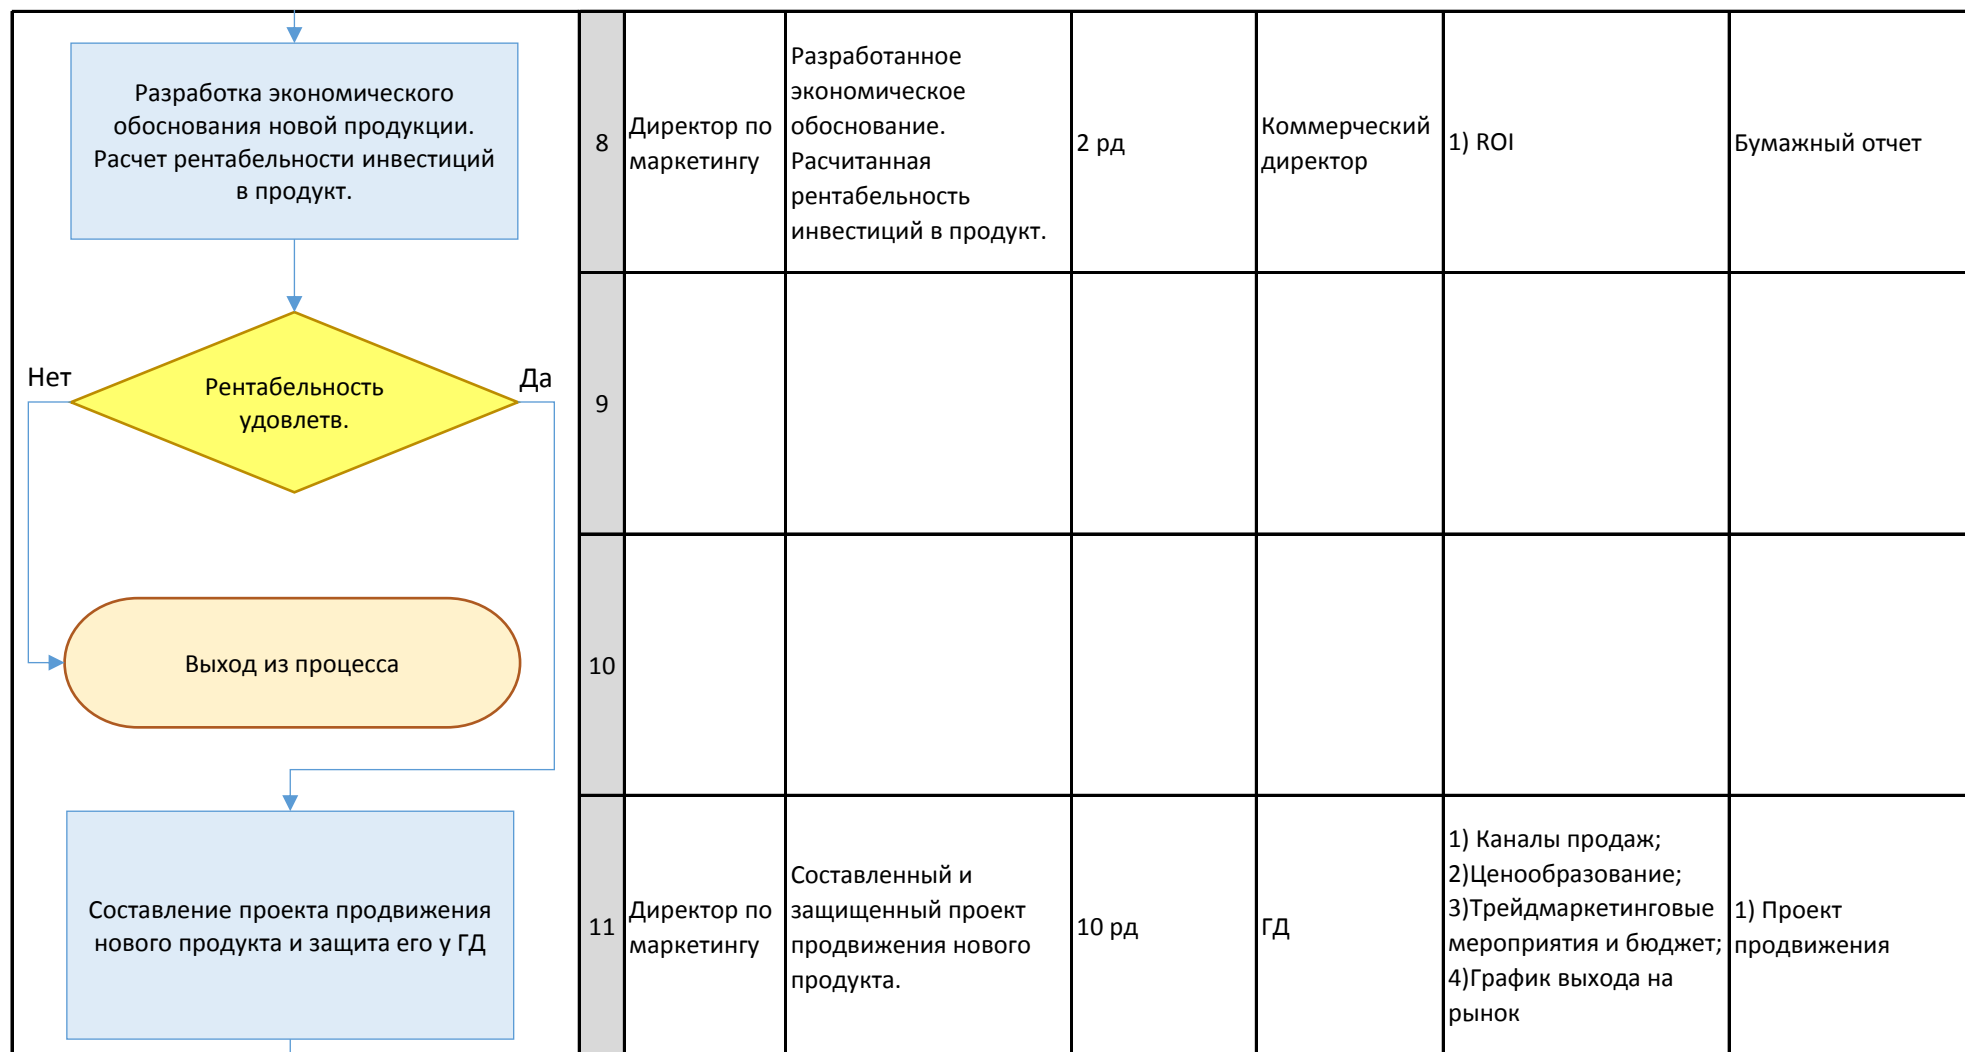 Разработка экономического
обоснования новой продукции.
Расчет рентабельности инвестиций
в продукт.
8
Директор по
маркетингу
Разработанное
экономическое
обоснование.
Расчитанная
рентабельность
инвестиций в продукт.
2 рд
Коммерческий
директор
1) ROI
Бумажный отчет
Нет
Рентабельность
удовлетв.
Да
9
Выход из процесса
10
Составление проекта продвижения
нового продукта и защита его у ГД
11
Директор по
маркетингу
Составленный и
защищенный проект
продвижения нового
продукта.
10 рд
ГД
1) Каналы продаж;
2)Ценообразование;
3)Трейдмаркетинговые
мероприятия и бюджет;
4)График выхода на
рынок
1) Проект
продвижения